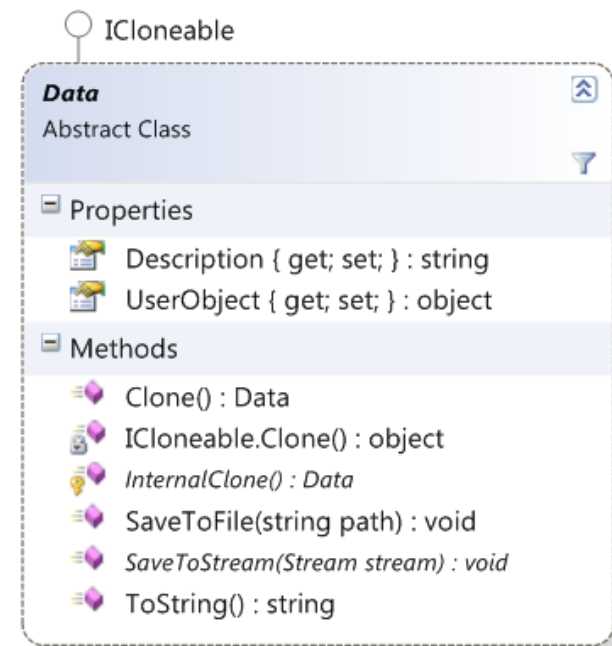 ICloneable
Data
Abstract Class
Properties
Description { get; set; } : string
UserObject { get; set; } : object
Methods
Clone() : Data
ICloneable.Clone() : object
InternalClone() : Data
SaveToFile(string path) : void
SaveToStream(Stream stream) : void
ToString() : string